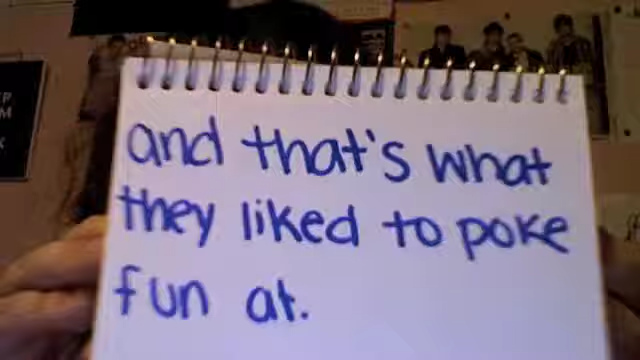 and that's what
they liked to poke
fun at.